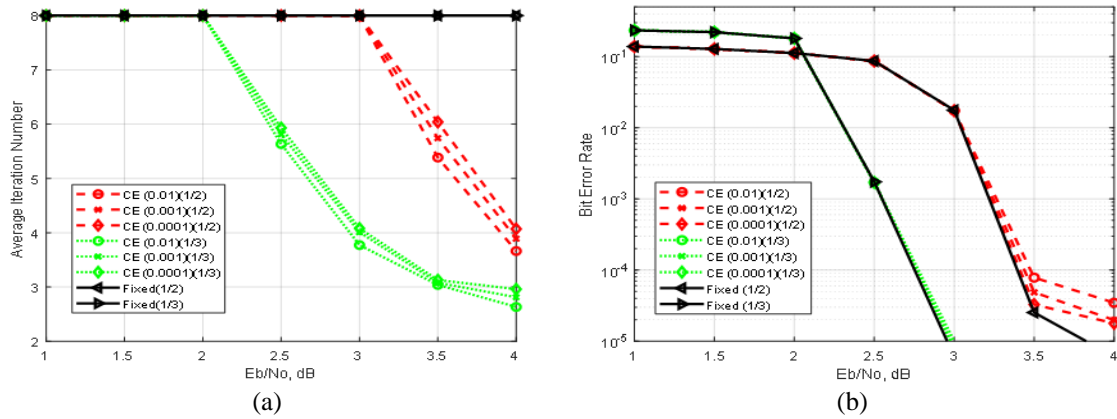 8
7
6
5
4
3
2
Average Iteration Number
CE (0.01)(1/2)
CE (0.001)(1/2)
CE (0.0001)(1/2)
CE (0.01)(1/3)
CE (0.001)(1/3)
CE (0.0001)(1/3)
Fixed(1/2)
Fixed(1/3)
1 1.5 2 2.5 3 3.5 4
Eb/No, dB
(a)
10^-1
10^-2
10^-3
10^-4
10^-5
Bit Error Rate
CE (0.01)(1/2)
CE (0.001)(1/2)
CE (0.0001)(1/2)
CE (0.01)(1/3)
CE (0.001)(1/3)
CE (0.0001)(1/3)
Fixed (1/2)
Fixed (1/3)
1 1.5 2 2.5 3 3.5 4
Eb/No, dB
(b)